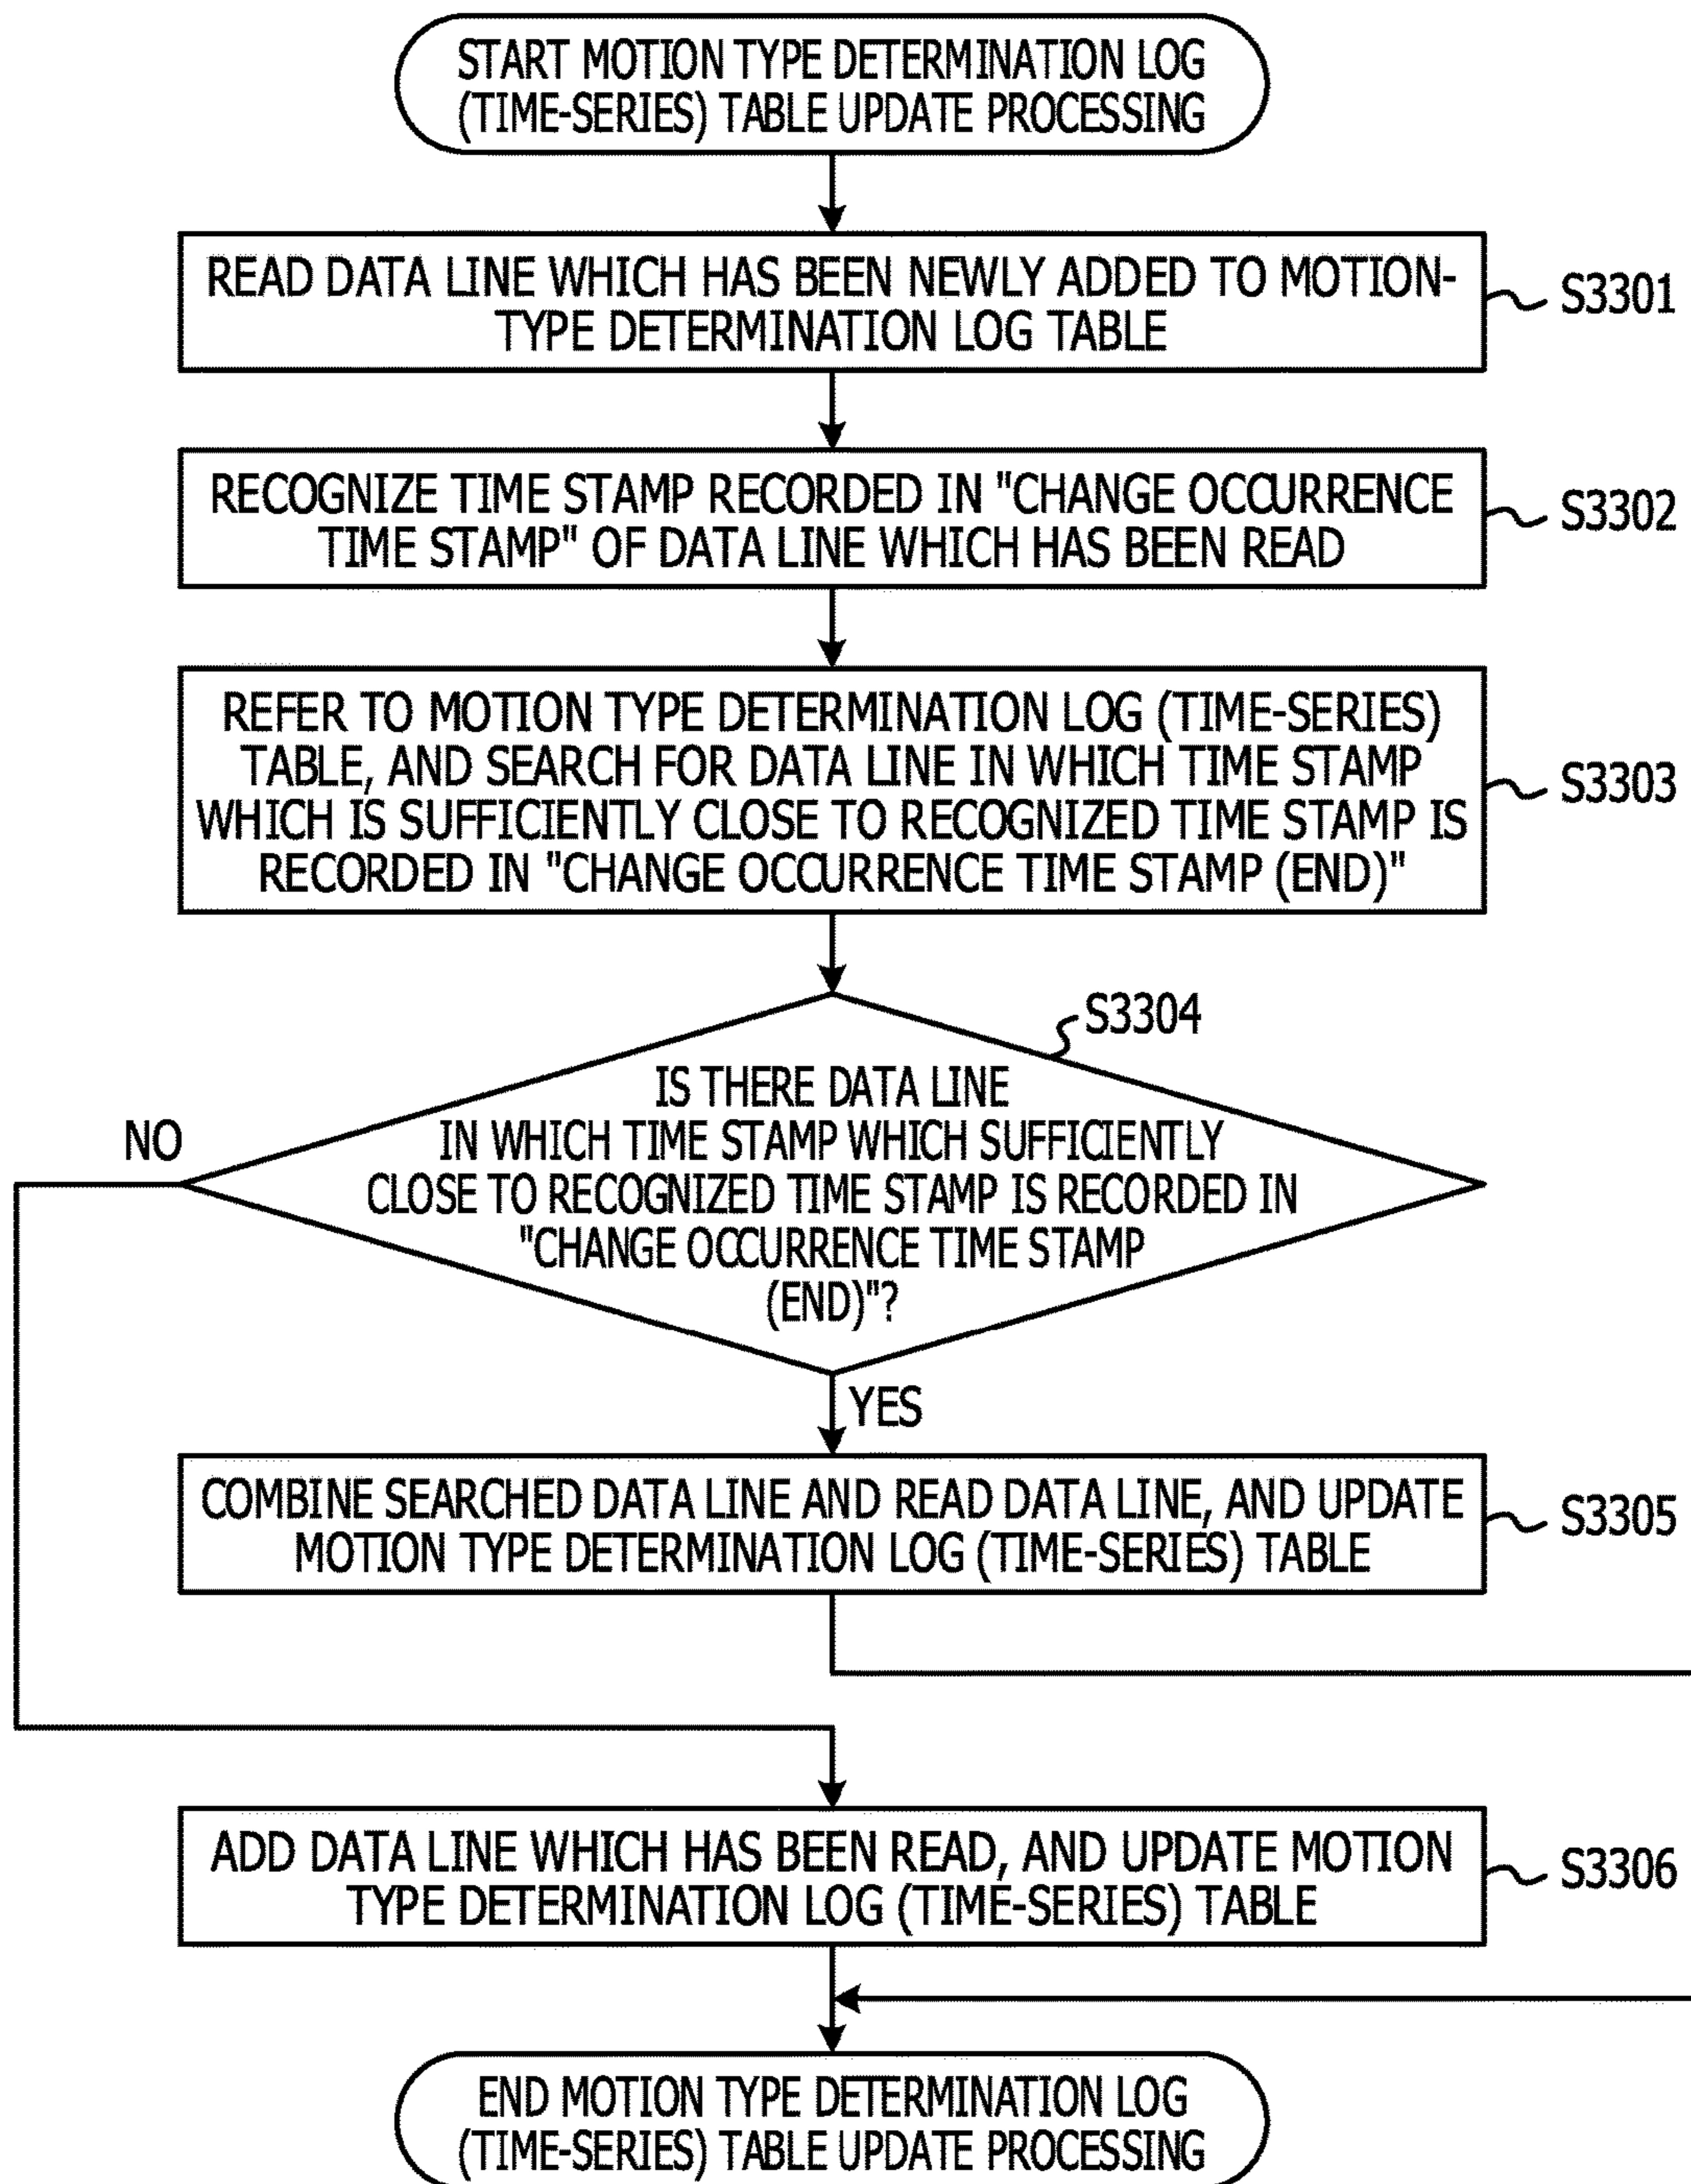 START MOTION TYPE DETERMINATION LOG
(TIME-SERIES) TABLE UPDATE PROCESSING
READ DATA LINE WHICH HAS BEEN NEWLY ADDED TO MOTION-
TYPE DETERMINATION LOG TABLE
S3301
RECOGNIZE TIME STAMP RECORDED IN "CHANGE OCCURRENCE
TIME STAMP" OF DATA LINE WHICH HAS BEEN READ
S3302
REFER TO MOTION TYPE DETERMINATION LOG (TIME-SERIES)
TABLE, AND SEARCH FOR DATA LINE IN WHICH TIME STAMP
WHICH IS SUFFICIENTLY CLOSE TO RECOGNIZED TIME STAMP IS
RECORDED IN "CHANGE OCCURRENCE TIME STAMP (END)"
S3303
S3304
IS THERE DATA LINE
IN WHICH TIME STAMP WHICH SUFFICIENTLY
CLOSE TO RECOGNIZED TIME STAMP IS RECORDED IN
"CHANGE OCCURRENCE TIME STAMP
(END)"?
NO
YES
COMBINE SEARCHED DATA LINE AND READ DATA LINE, AND UPDATE
MOTION TYPE DETERMINATION LOG (TIME-SERIES) TABLE
S3305
ADD DATA LINE WHICH HAS BEEN READ, AND UPDATE MOTION
TYPE DETERMINATION LOG (TIME-SERIES) TABLE
S3306
END MOTION TYPE DETERMINATION LOG
(TIME-SERIES) TABLE UPDATE PROCESSING